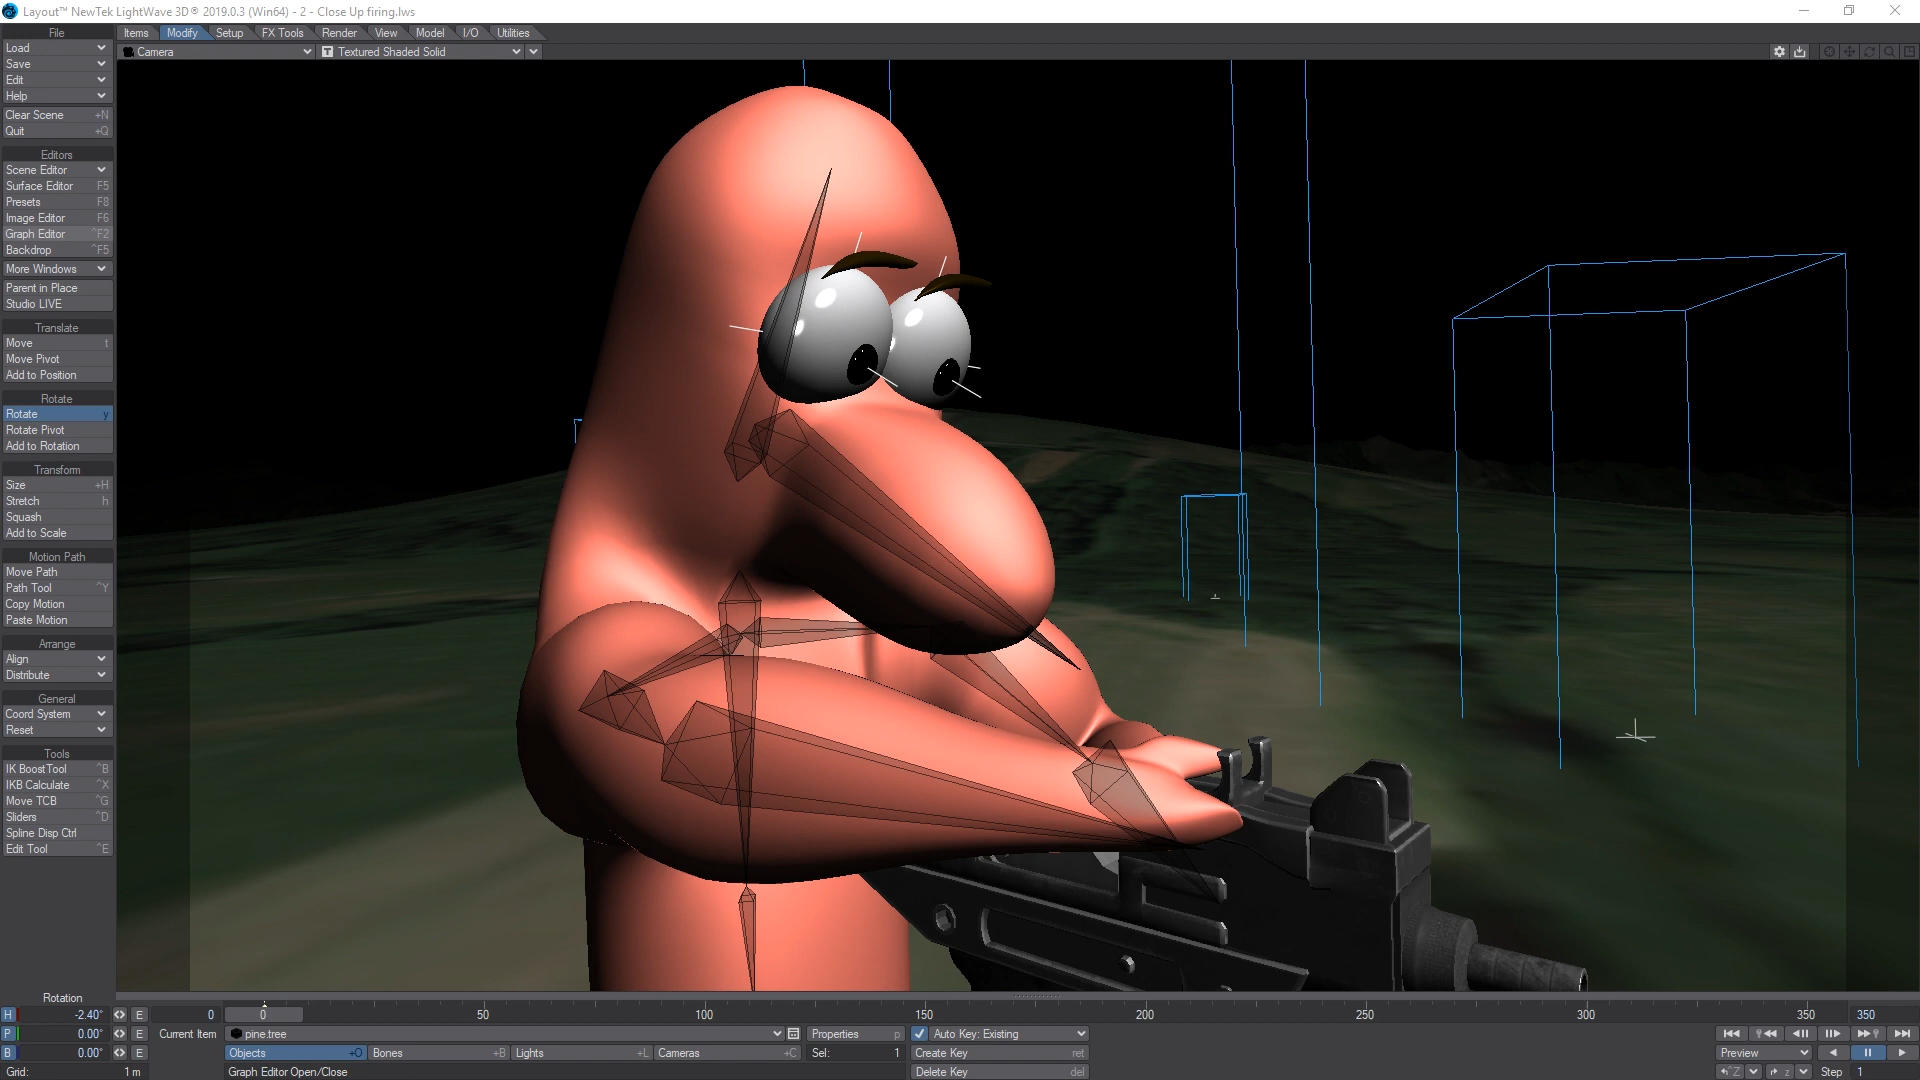 Layout™ NewTek LightWave 3D® 2019.0.3 (Win64) - 2 - Close Up firing.lws
File
Items Modify Setup FX Tools Render View Model I/O Utilities
Camera
T Textured Shaded Solid
Load
Save
Edit
Help
Clear Scene +N
Quit +Q
Editors
Scene Editor
Surface Editor F5
Presets F8
Image Editor F6
Graph Editor ^F2
Backdrop ^F5
More Windows
Parent in Place
Studio LIVE
Translate
Move t
Move Pivot
Add to Position
Rotate
Rotate y
Rotate Pivot
Add to Rotation
Transform
Size +H
Stretch h
Squash
Add to Scale
Motion Path
Move Path
Path Tool ^Y
Copy Motion
Paste Motion
Arrange
Align
Distribute
General
Coord System
Reset
Tools
IK BoostTool ^B
IKB Calculate ^X
Move TCB ^G
Sliders ^D
Spline Disp Ctrl
Edit Tool ^E
Rotation
H -2.40° E 0 0 50 100 150 200 250 300 350 350
P 0.00° E Current Item pine.tree Properties p Auto Key: Existing
B 0.00° E Objects +O Bones +B Lights +L Cameras +C Sel: 1 Create Key ret Preview
Grid: 1 m Graph Editor Open/Close Delete Key del ^Z z Step 1